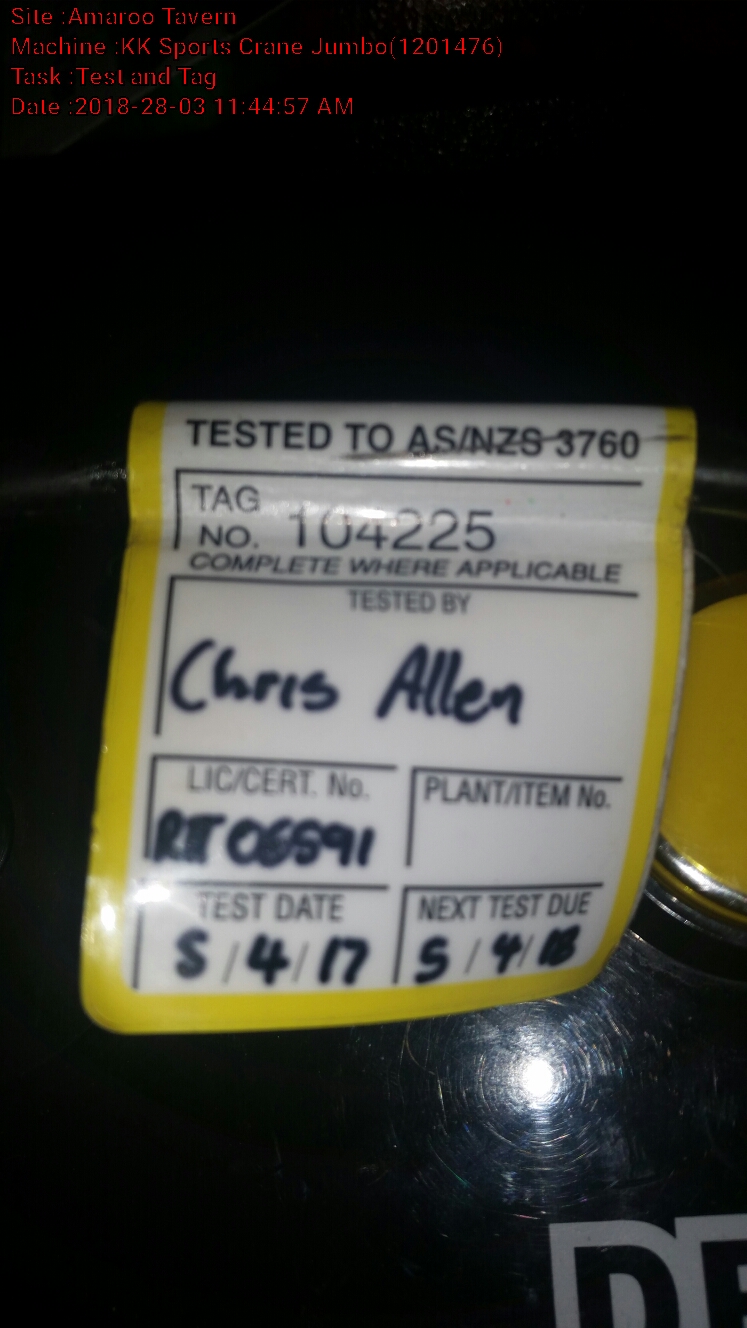 Site :Amaroo Tavern
Machine :KK Sports Crane Jumbo(1201476)
Task :Test and Tag
Date :2018-28-03 11:44:57 AM
TESTED TO AS/NZS 3760
TAG
NO. 104225
COMPLETE WHERE APPLICABLE
TESTED BY
Chris Allen
LIC/CERT. No. PLANT/ITEM No.
TEST DATE NEXT TEST DUE
5/4/17 5/4/18